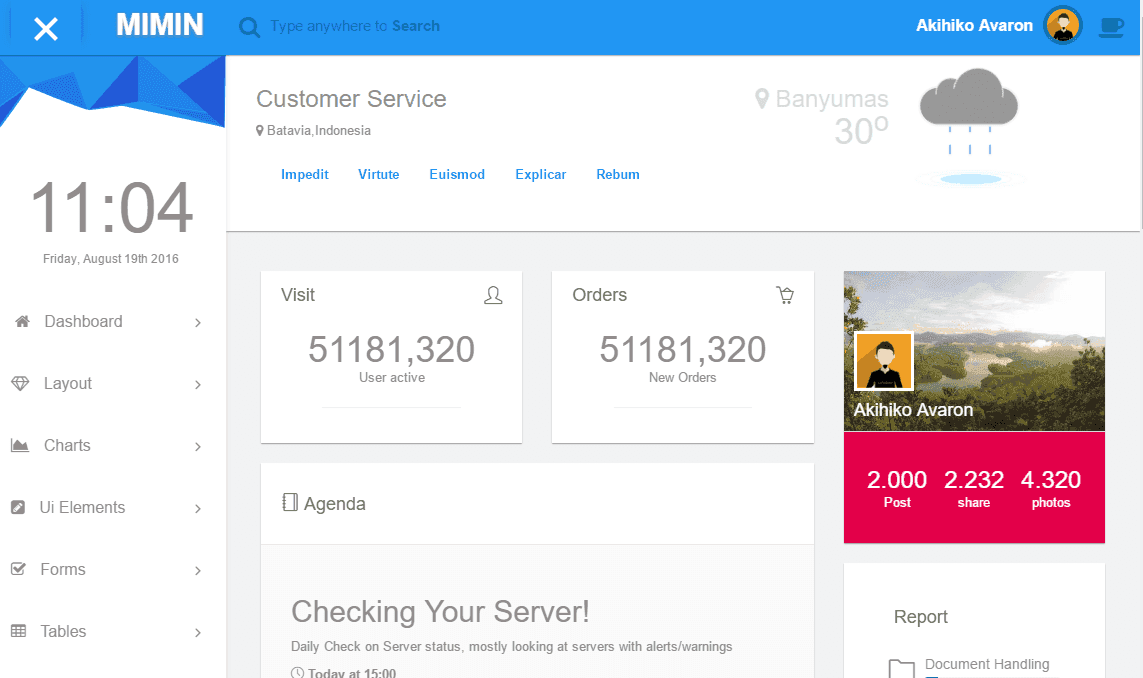 MIMIN
Type anywhere to Search
Akihiko Avaron
Customer Service
Batavia,Indonesia
Impedit Virtute Euismod Explicar Rebum
Banyumas
30º
11:04
Friday, August 19th 2016
Dashboard
Layout
Charts
Ui Elements
Forms
Tables
Visit
51181,320
User active
Orders
51181,320
New Orders
Akihiko Avaron
2.000 2.232 4.320
Post share photos
Agenda
Checking Your Server!
Daily Check on Server status, mostly looking at servers with alerts/warnings
Today at 15:00
Report
Document Handling